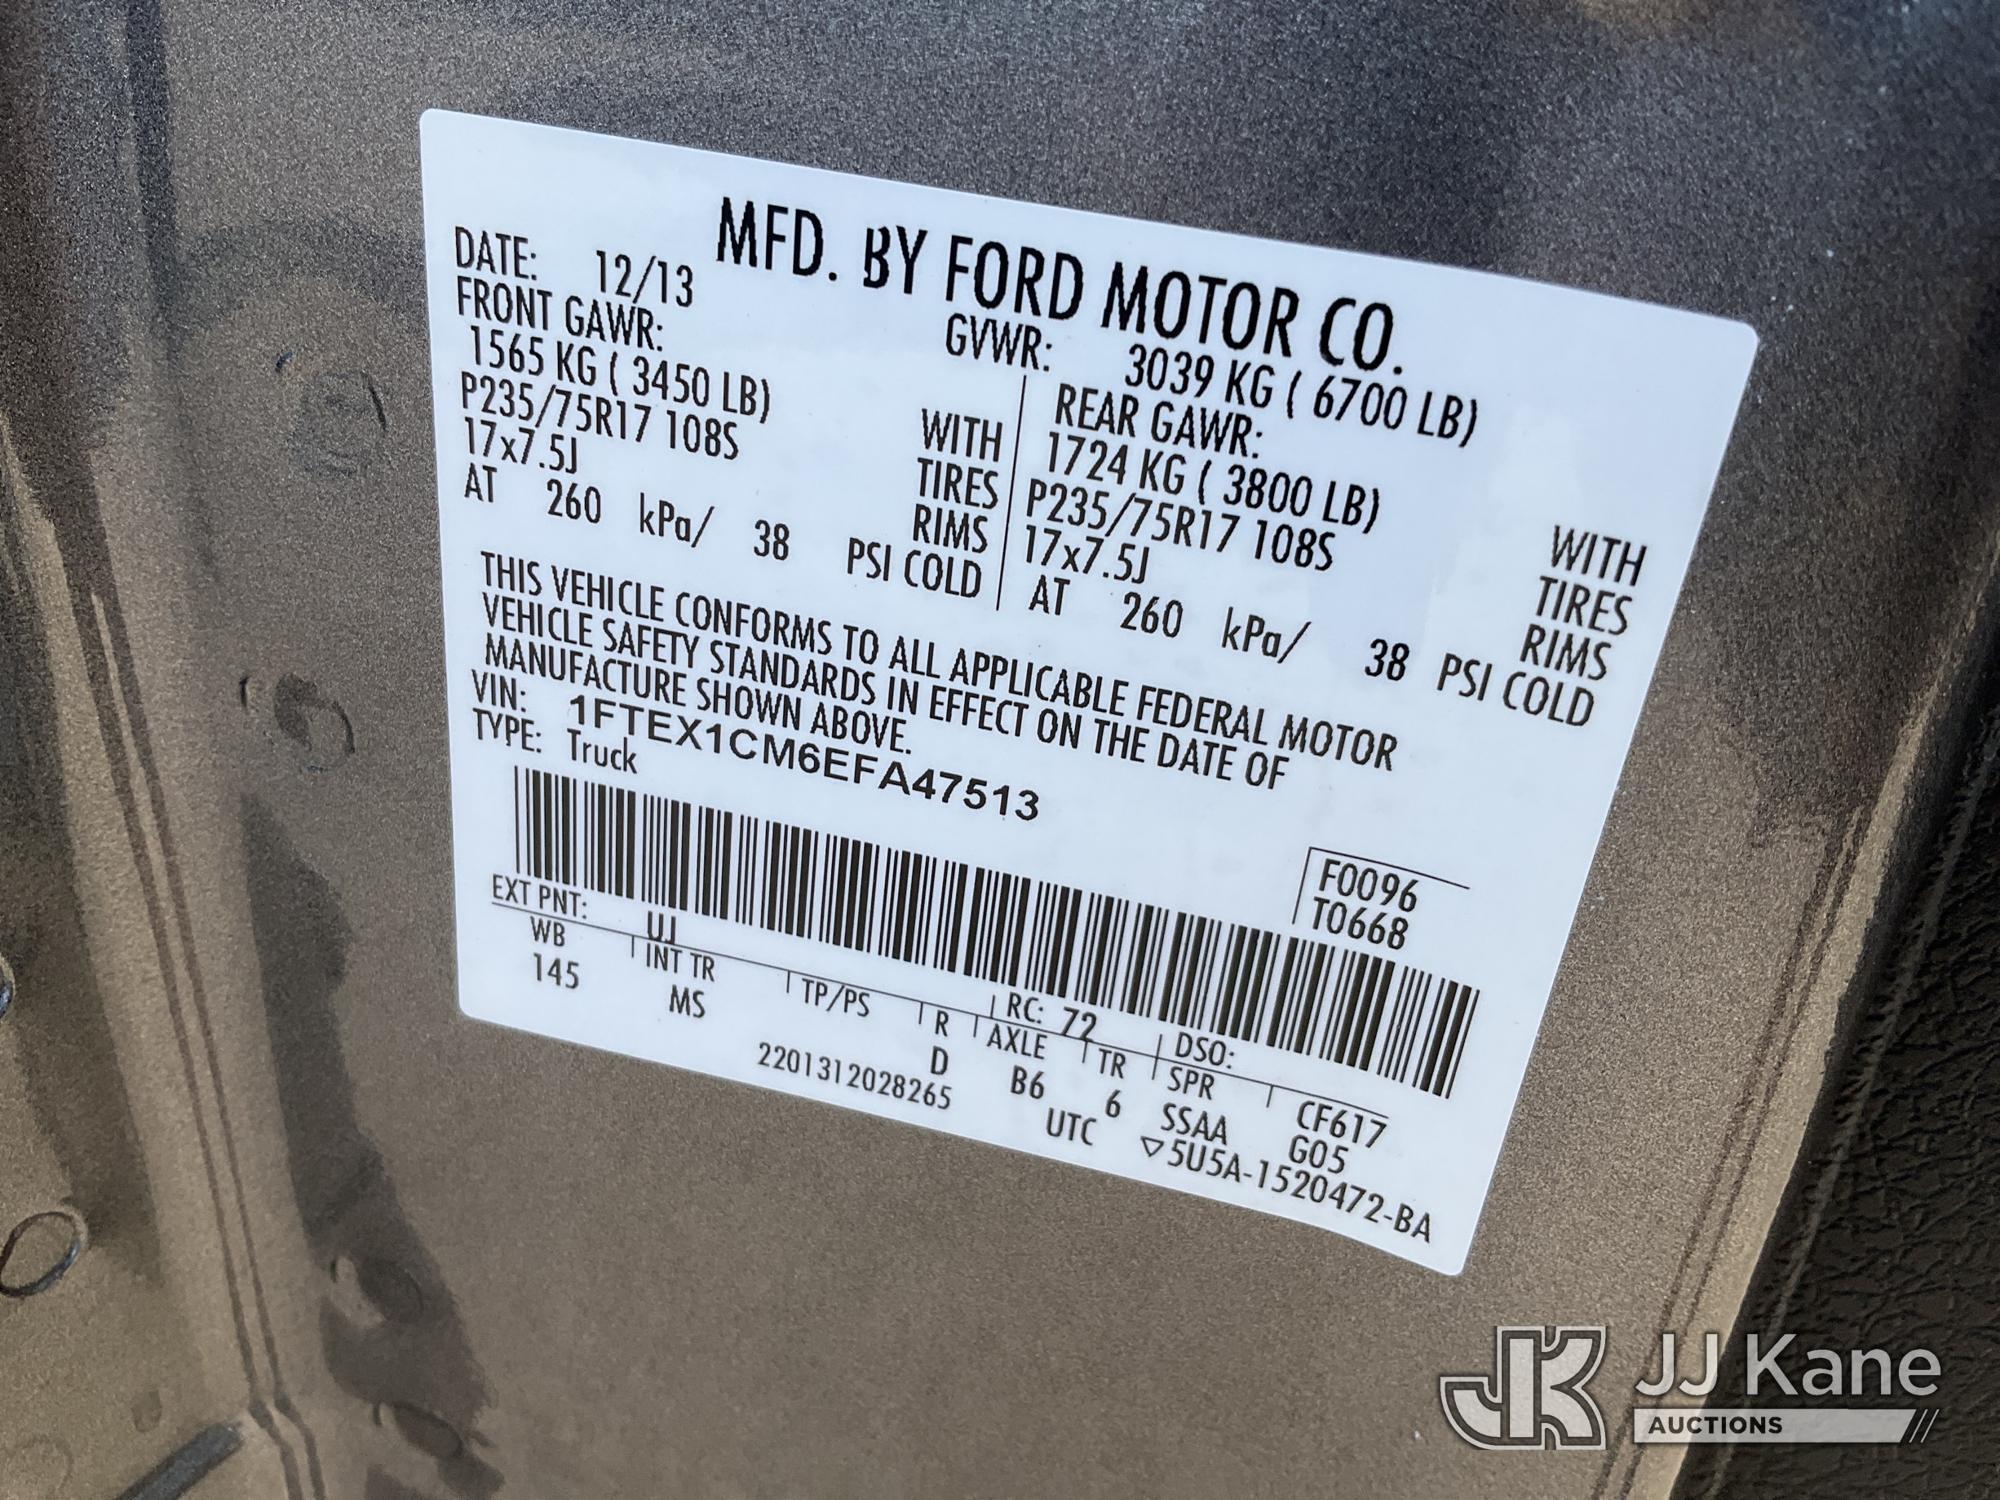 MFD. BY FORD MOTOR CO.
DATE: 12/13
GVWR: 3039 KG ( 6700 LB)
FRONT GAWR:
1565 KG ( 3450 LB)
P235/75R17 108S
17x7.5J
AT 260 kPa/ 38 PSI COLD
WITH
TIRES
RIMS
REAR GAWR:
1724 KG ( 3800 LB)
P235/75R17 108S
17x7.5J
AT 260 kPa/ 38 PSI COLD
WITH
TIRES
RIMS
THIS VEHICLE CONFORMS TO ALL APPLICABLE FEDERAL MOTOR
VEHICLE SAFETY STANDARDS IN EFFECT ON THE DATE OF
MANUFACTURE SHOWN ABOVE.
VIN: 1FTEX1CM6EFA47513
TYPE: Truck
F0096
T0668
EXT PNT: UJ RC: 72 DSO:
WB INT TR TP/PS R AXLE TR SPR CF617
145 MS D B6 6 SSAA G05
2201312028265 UTC ▽5U5A-1520472-BA
JK JJ Kane
AUCTIONS